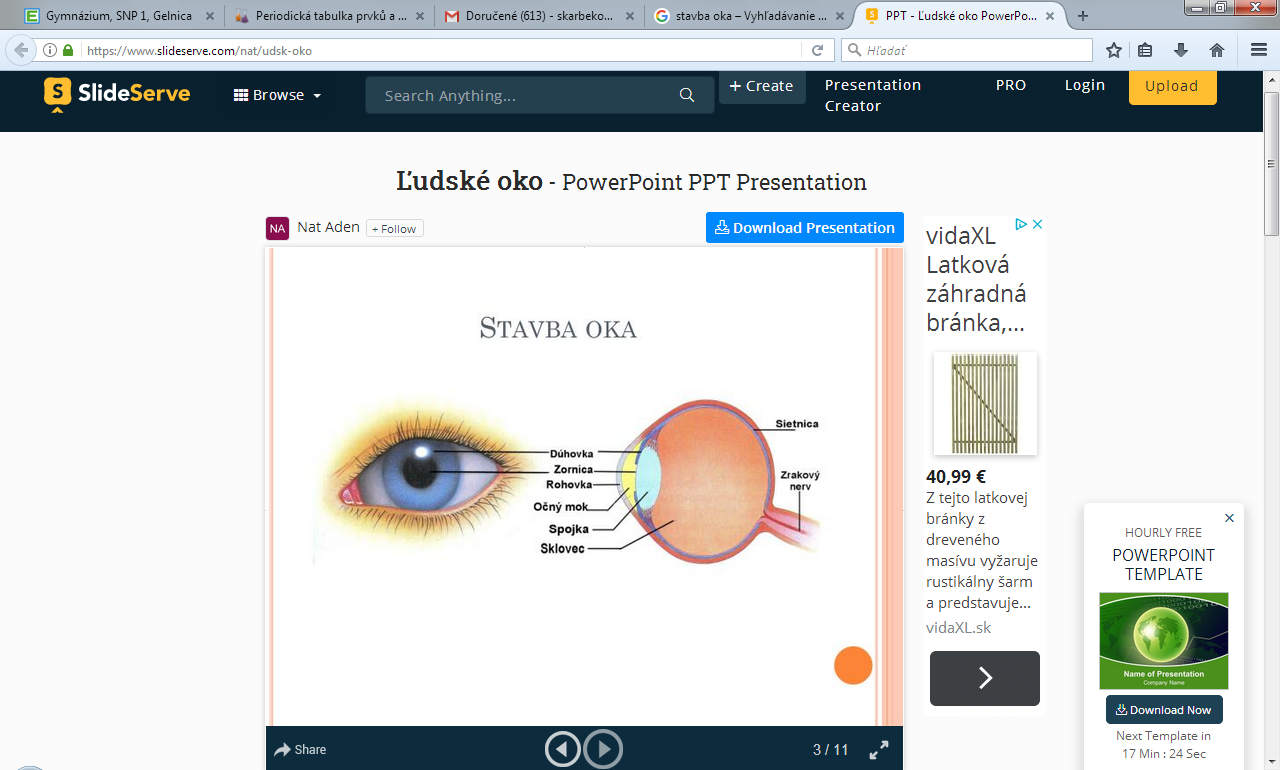 Gymnázium, SNP 1, Gelnica
Periodická tabulka prvků a ...
Doručené (613) - skarbeko...
stavba oka – Vyhľadávanie ...
PPT - Ľudské oko PowerPo...
https://www.slideserve.com/nat/udsk-oko
Hľadať
SlideServe
Browse
Search Anything...
+ Create
Presentation
Creator
PRO
Login
Upload
Ľudské oko - PowerPoint PPT Presentation
NA
Nat Aden
+ Follow
Download Presentation
STAVBA OKA
Sietnica
Dúhovka
Zornica
Rohovka
Očný mok
Spojka
Sklovec
Zrakový
nerv
Share
3 / 11
vidaXL
Latková
záhradná
bránka,...
40,99 €
Z tejto latkovej
bránky z
dreveného
masívu vyžaruje
rustikálny šarm
a predstavuje...
vidaXL.sk
HOURLY FREE
POWERPOINT
TEMPLATE
Name of Presentation
Company Name
Download Now
Next Template in
17 Min : 24 Sec